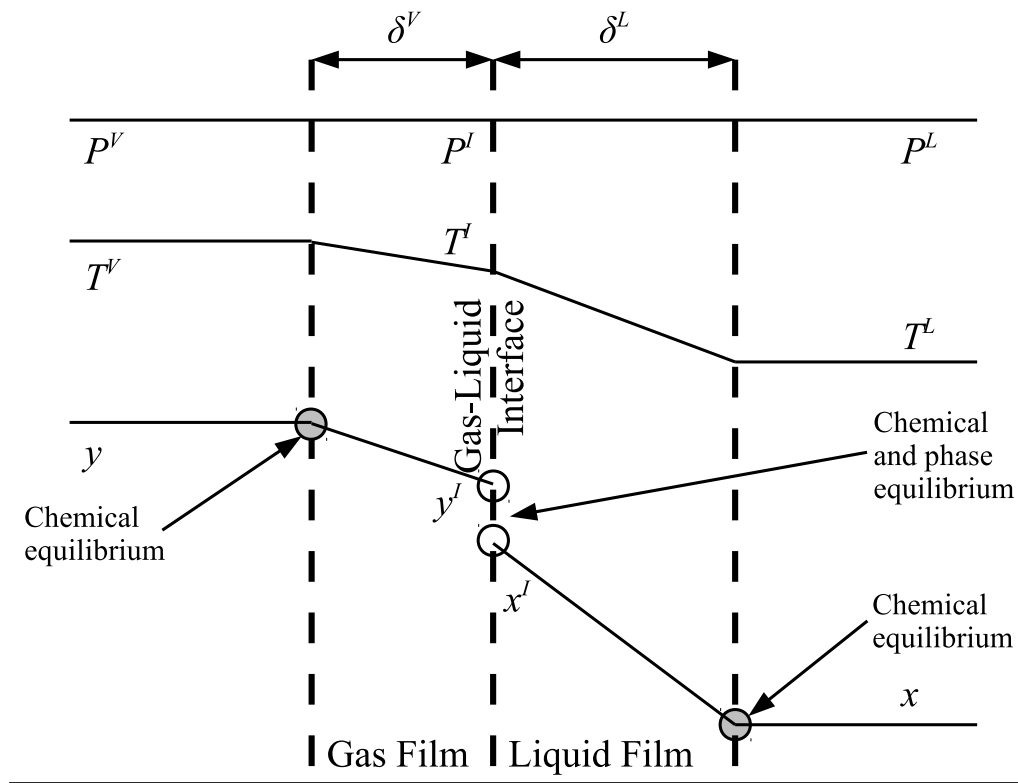 δ^V
δ^L
P^V
P^I
P^L
T^I
T^V
T^L
Gas-Liquid
Interface
Chemical
and phase
equilibrium
y
y^I
Chemical
equilibrium
x^I
Chemical
equilibrium
x
Gas Film
Liquid Film